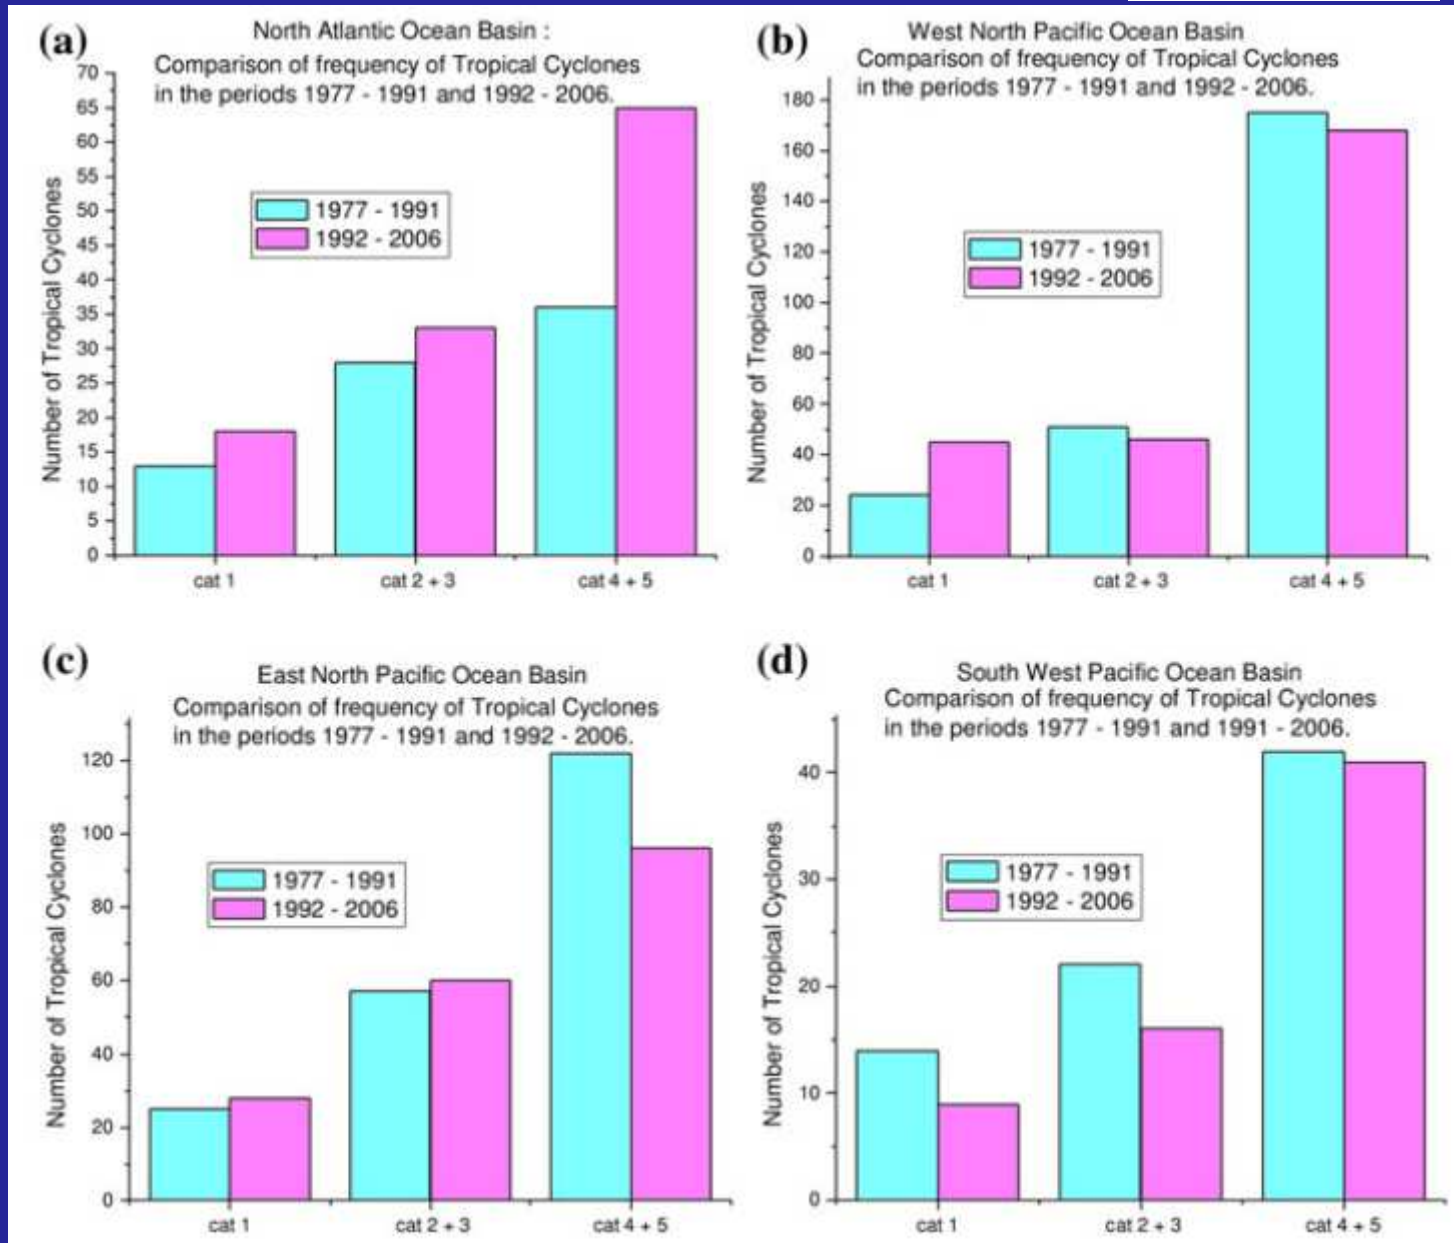 (a)
North Atlantic Ocean Basin :
Comparison of frequency of Tropical Cyclones
in the periods 1977 - 1991 and 1992 - 2006.
Number of Tropical Cyclones
70
65
60
55
50
45
40
35
30
25
20
15
10
5
0
1977 - 1991
1992 - 2006
cat 1
cat 2 + 3
cat 4 + 5
(b)
West North Pacific Ocean Basin
Comparison of frequency of Tropical Cyclones
in the periods 1977 - 1991 and 1992 - 2006.
Number of Tropical Cyclones
180
160
140
120
100
80
60
40
20
0
1977 - 1991
1992 - 2006
cat 1
cat 2 + 3
cat 4 + 5
(c)
East North Pacific Ocean Basin
Comparison of frequency of Tropical Cyclones
in the periods 1977 - 1991 and 1992 - 2006.
Number of Tropical Cyclones
120
100
80
60
40
20
0
1977 - 1991
1992 - 2006
cat 1
cat 2 + 3
cat 4 + 5
(d)
South West Pacific Ocean Basin
Comparison of frequency of Tropical Cyclones
in the periods 1977 - 1991 and 1991 - 2006.
Number of Tropical Cyclones
40
30
20
10
0
1977 - 1991
1992 - 2006
cat 1
cat 2 + 3
cat 4 + 5